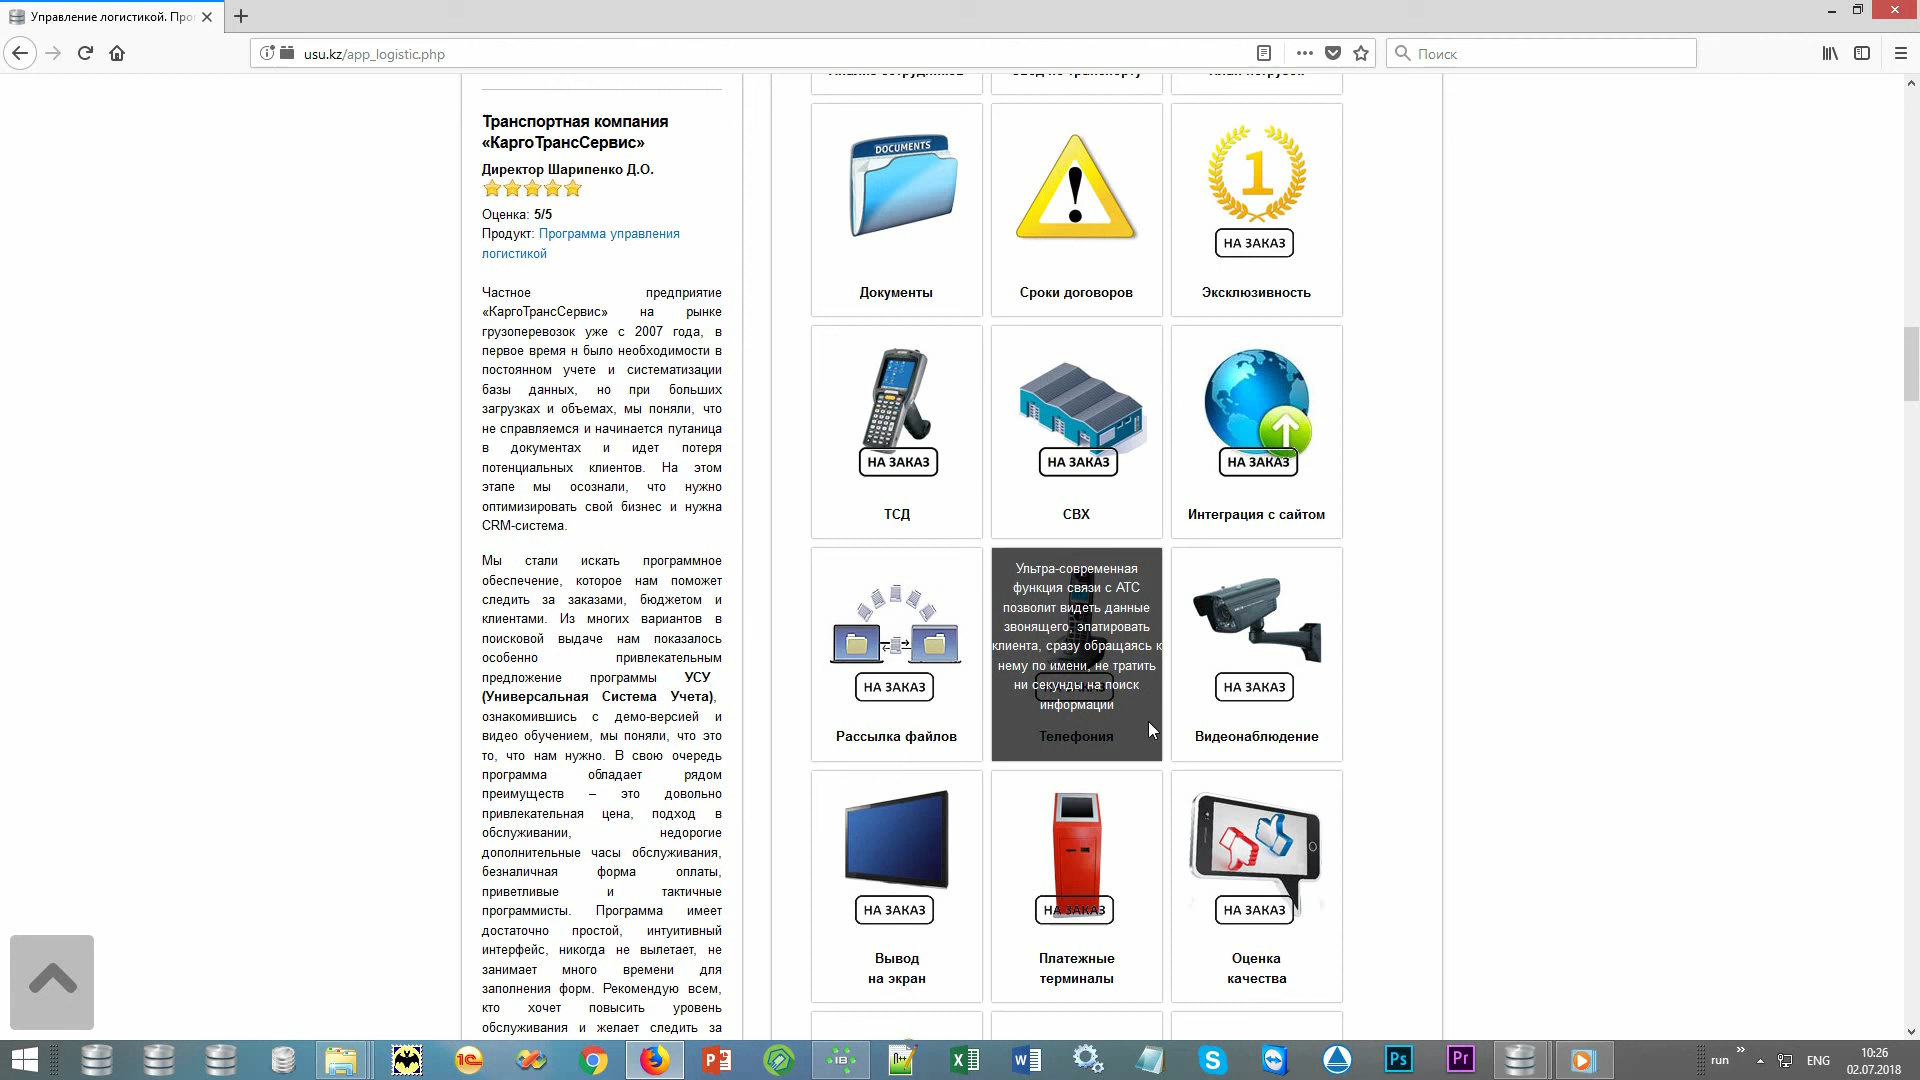 Управление логистикой. Про
usu.kz/app_logistic.php
Поиск
Транспортная компания
«КаргоТрансСервис»
Директор Шарипенко Д.О.
Оценка: 5/5
Продукт: Программа управления
логистикой
Частное предприятие
«КаргоТрансСервис» на рынке
грузоперевозок уже с 2007 года, в
первое время н было необходимости в
постоянном учете и систематизации
базы данных, но при больших
загрузках и объемах, мы поняли, что
не справляемся и начинается путаница
в документах и идет потеря
потенциальных клиентов. На этом
этапе мы осознали, что нужно
оптимизировать свой бизнес и нужна
CRM-система.
Мы стали искать программное
обеспечение, которое нам поможет
следить за заказами, бюджетом и
клиентами. Из многих вариантов в
поисковой выдаче нам показалось
особенно привлекательным
предложение программы УСУ
(Универсальная Система Учета),
ознакомившись с демо-версией и
видео обучением, мы поняли, что это
то, что нам нужно. В свою очередь
программа обладает рядом
преимуществ – это довольно
привлекательная цена, подход в
обслуживании, недорогие
дополнительные часы обслуживания,
безналичная форма оплаты,
приветливые и тактичные
программисты. Программа имеет
достаточно простой, интуитивный
интерфейс, никогда не вылетает, не
занимает много времени для
заполнения форм. Рекомендую всем,
кто хочет повысить уровень
обслуживания и желает следить за
DOCUMENTS
Документы
Сроки договоров
1
НА ЗАКАЗ
Эксклюзивность
НА ЗАКАЗ
ТСД
НА ЗАКАЗ
СВХ
НА ЗАКАЗ
Интеграция с сайтом
НА ЗАКАЗ
Рассылка файлов
Ультра-современная
функция связи с АТС
позволит видеть данные
звонящего, эпатировать
клиента, сразу обращаясь к
нему по имени, не тратить
ни секунды на поиск
информации
Телефония
НА ЗАКАЗ
Видеонаблюдение
НА ЗАКАЗ
Вывод
на экран
НА ЗАКАЗ
Платежные
терминалы
НА ЗАКАЗ
Оценка
качества
run
ENG
10:26
02.07.2018